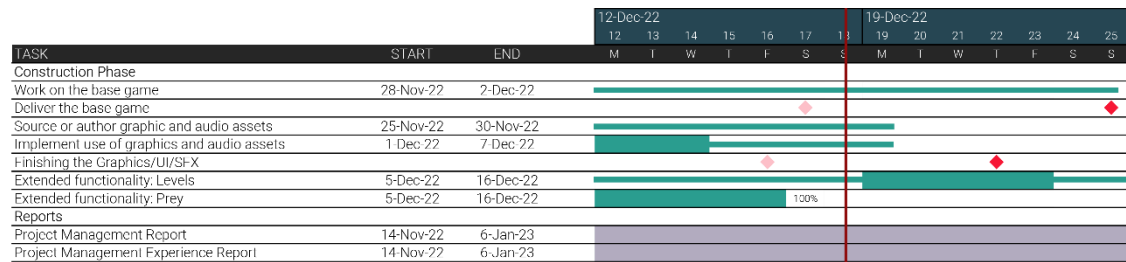 12-Dec-22 19-Dec-22
12 13 14 15 16 17 18 19 20 21 22 23 24 25
TASK START END M T W T F S S M T W T F S S
Construction Phase
Work on the base game 28-Nov-22 2-Dec-22
Deliver the base game
Source or author graphic and audio assets 25-Nov-22 30-Nov-22
Implement use of graphics and audio assets 1-Dec-22 7-Dec-22
Finishing the Graphics/UI/SFX
Extended functionality: Levels 5-Dec-22 16-Dec-22
Extended functionality: Prey 5-Dec-22 16-Dec-22 100%
Reports
Project Management Report 14-Nov-22 6-Jan-23
Project Management Experience Report 14-Nov-22 6-Jan-23